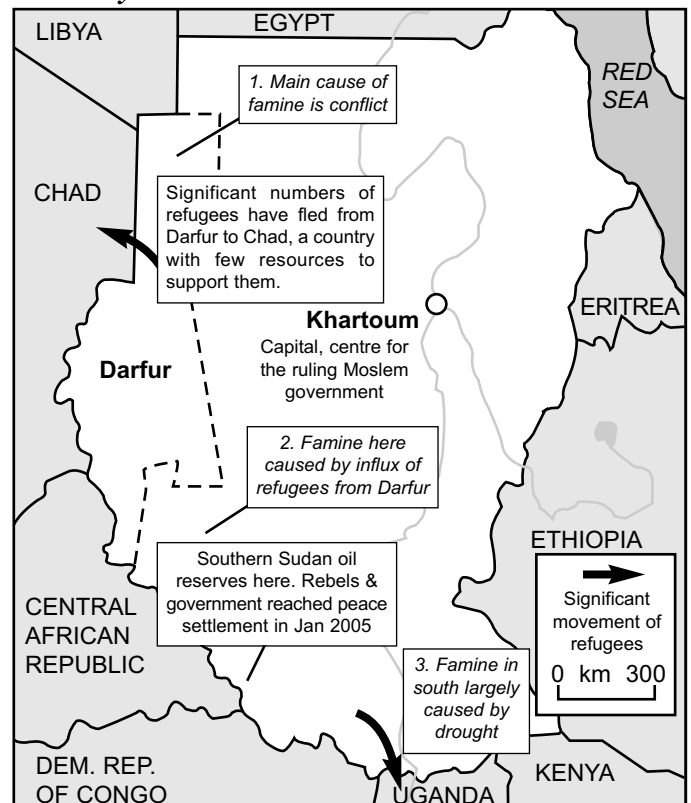 LIBYA
EGYPT
RED
SEA
1. Main cause of
famine is conflict
CHAD
Significant numbers of
refugees have fled from
Darfur to Chad, a country
with few resources to
support them.
ERITREA
Khartoum
Capital, centre for
the ruling Moslem
government
Darfur
2. Famine here
caused by influx of
refugees from Darfur
ETHIOPIA
Southern Sudan oil
reserves here. Rebels &
government reached peace
settlement in Jan 2005
Significant
movement of
refugees
0 km 300
CENTRAL
AFRICAN
REPUBLIC
3. Famine in
south largely
caused by
drought
DEM. REP.
OF CONGO
UGANDA
KENYA